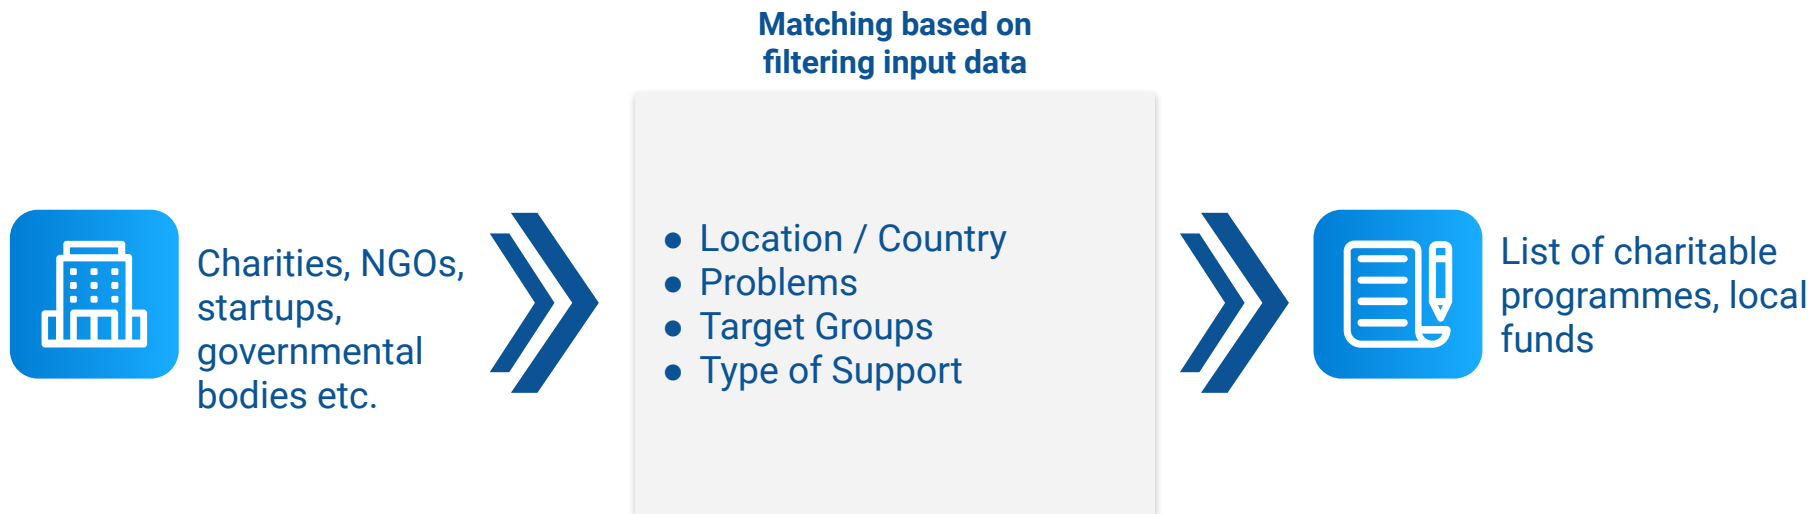 Matching based on
filtering input data
Charities, NGOs,
startups,
governmental
bodies etc.
● Location / Country
● Problems
● Target Groups
● Type of Support
List of charitable
programmes, local
funds